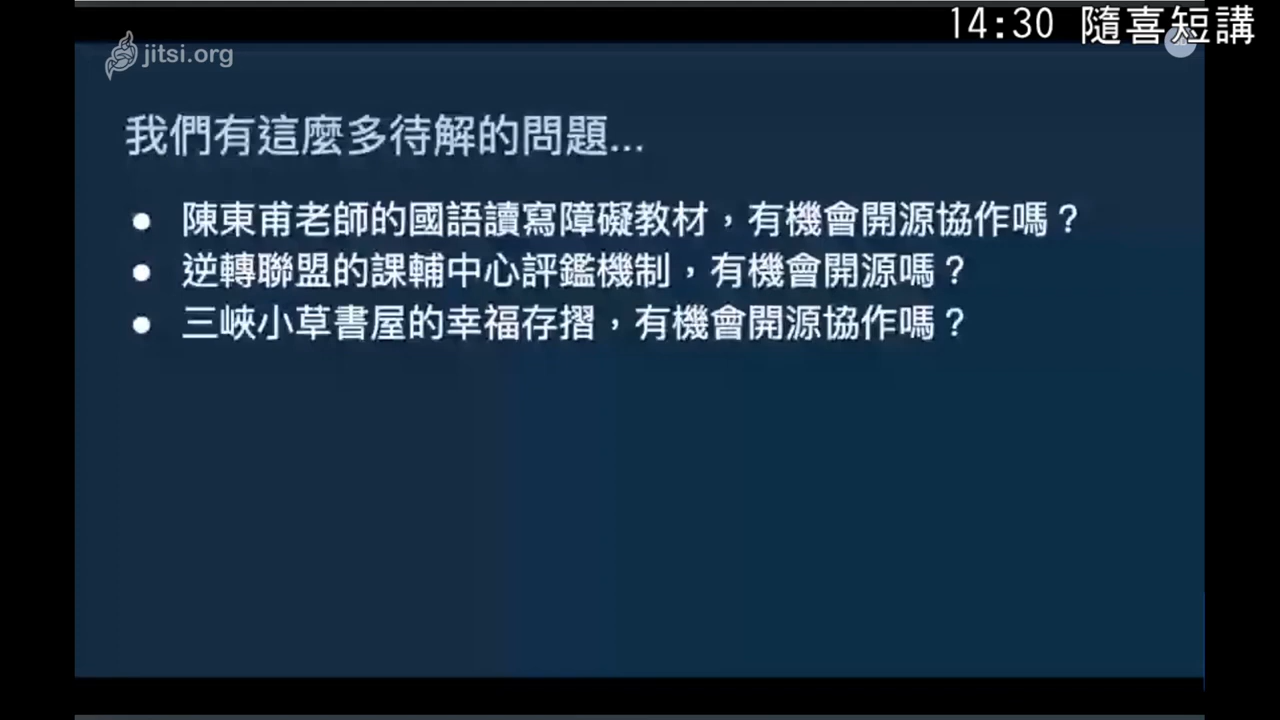 14:30 隨喜短講
jitsi.org
我們有這麼多待解的問題...
● 陳東甫老師的國語讀寫障礙教材，有機會開源協作嗎？
● 逆轉聯盟的課輔中心評鑑機制，有機會開源嗎？
● 三峽小草書屋的幸福存摺，有機會開源協作嗎？